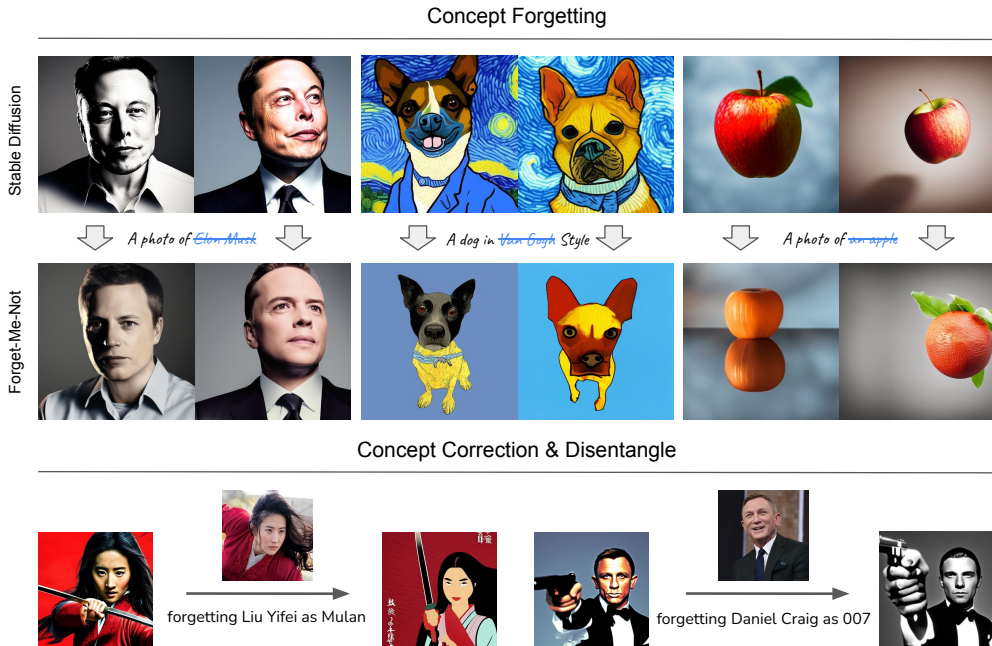 Concept Forgetting
Stable Diffusion
A photo of Elon Musk
A dog in Van Gogh Style
A photo of an apple
Forget-Me-Not
Concept Correction & Disentangle
forgetting Liu Yifei as Mulan
forgetting Daniel Craig as 007